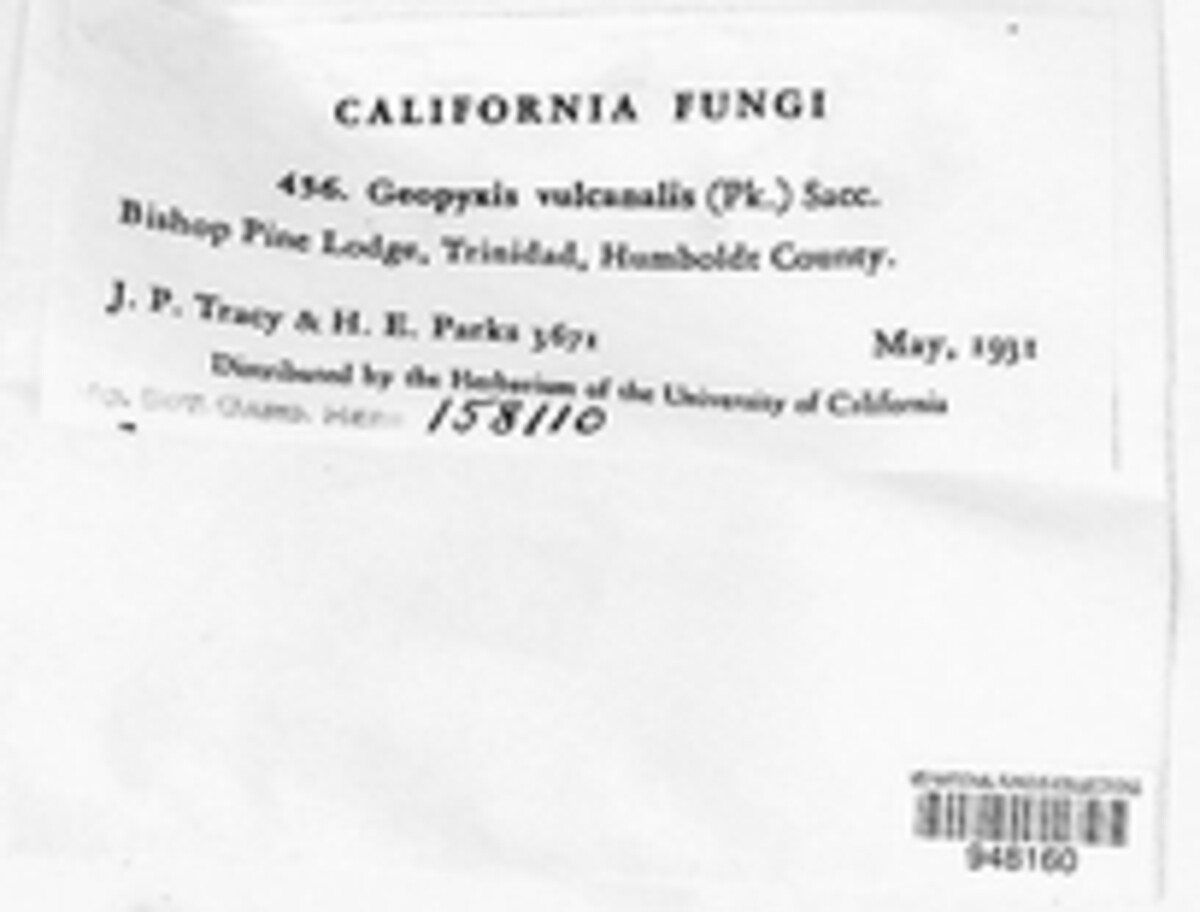 CALIFORNIA FUNGI
436. Geopyxis vulcanalis (Pk.) Sacc.
Bishop Pine Lodge, Trinidad, Humboldt County.
J. P. Tracy & H. E. Parks 3671
May, 1931
Distributed by the Herbarium of the University of California
158110
948160